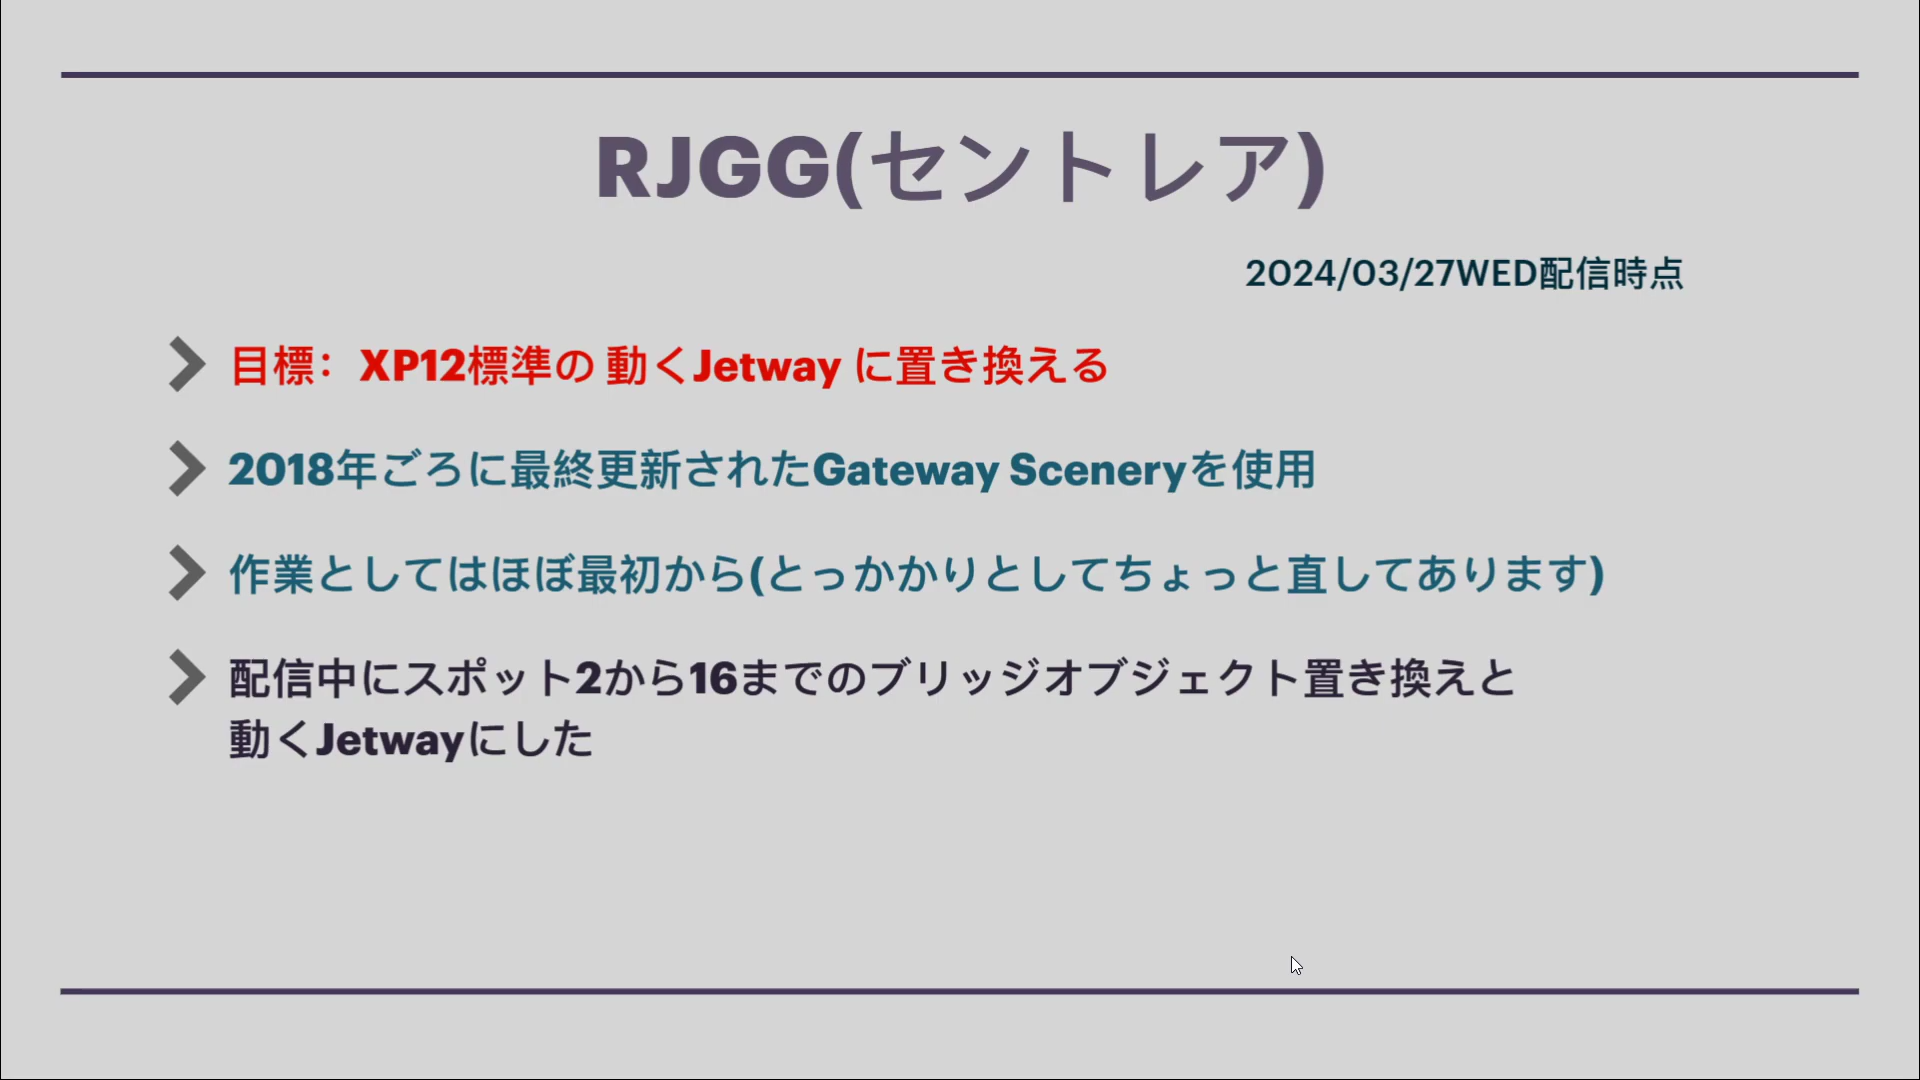 RJGG(セントレア)
2024/03/27WED配信時点
目標： XP12標準の 動くJetway に置き換える
2018年ごろに最終更新されたGateway Sceneryを使用
作業としてはほぼ最初から(とっかかりとしてちょっと直してあります)
配信中にスポット2から16までのブリッジオブジェクト置き換えと
動くJetwayにした